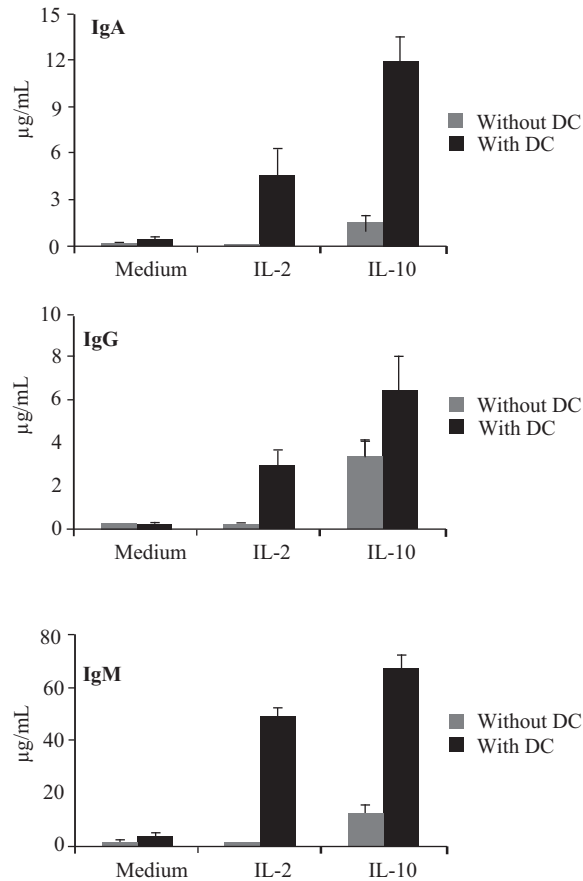 IgA
µg/mL
15
12
9
6
3
0
Medium IL-2 IL-10
Without DC
With DC
IgG
µg/mL
10
8
6
4
2
0
Medium IL-2 IL-10
Without DC
With DC
IgM
µg/mL
80
60
40
20
0
Medium IL-2 IL-10
Without DC
With DC